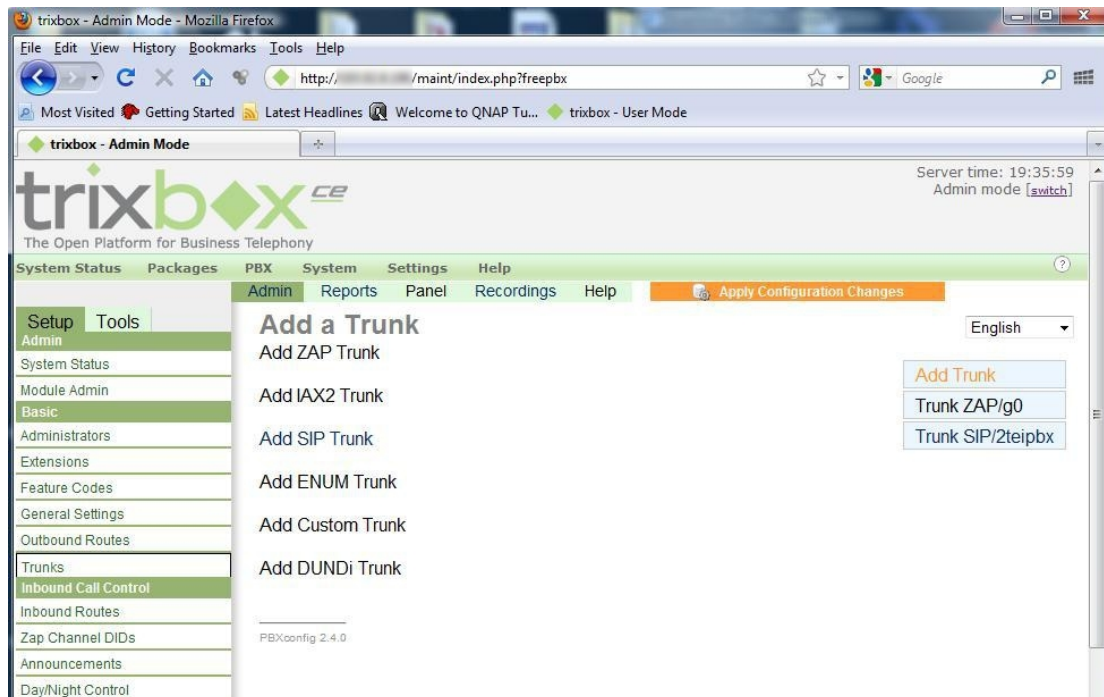 trixbox - Admin Mode - Mozilla Firefox
File Edit View History Bookmarks Tools Help
http:// /maint/index.php?freepbx
Google
Most Visited Getting Started Latest Headlines Welcome to QNAP Tu... trixbox - User Mode
trixbox - Admin Mode
Server time: 19:35:59
Admin mode [switch]
trixbox ce
The Open Platform for Business Telephony
System Status Packages PBX System Settings Help ?
Admin Reports Panel Recordings Help Apply Configuration Changes
Setup Tools
Admin
System Status
Module Admin
Basic
Administrators
Extensions
Feature Codes
General Settings
Outbound Routes
Trunks
Inbound Call Control
Inbound Routes
Zap Channel DIDs
Announcements
Day/Night Control
Add a Trunk
Add ZAP Trunk
Add IAX2 Trunk
Add SIP Trunk
Add ENUM Trunk
Add Custom Trunk
Add DUNDi Trunk
PBXconfig 2.4.0
English
Add Trunk
Trunk ZAP/g0
Trunk SIP/2teipbx